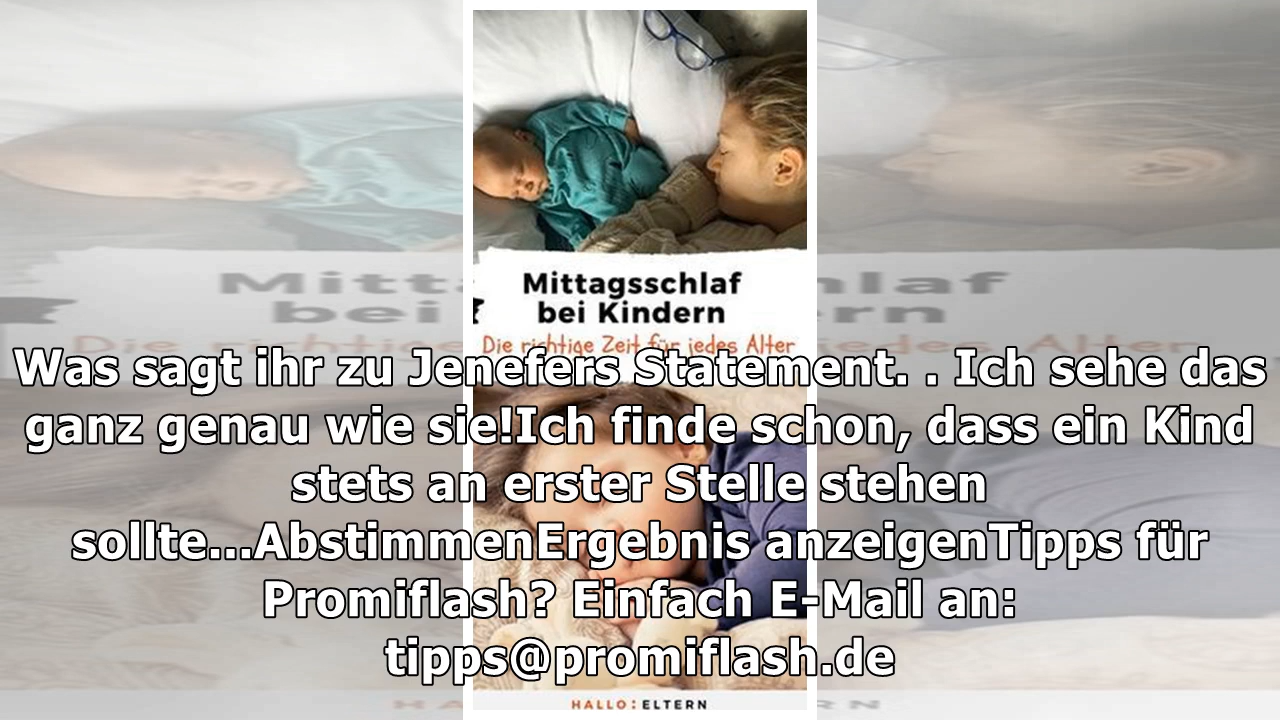 Mittagsschlaf
bei Kindern
Die richtige Zeit für jedes Alter
Was sagt ihr zu Jenefers Statement. . Ich sehe das
ganz genau wie sie!Ich finde schon, dass ein Kind
stets an erster Stelle stehen
sollte...AbstimmenErgebnis anzeigenTipps für
Promiflash? Einfach E-Mail an:
tipps@promiflash.de
HALLO:ELTERN